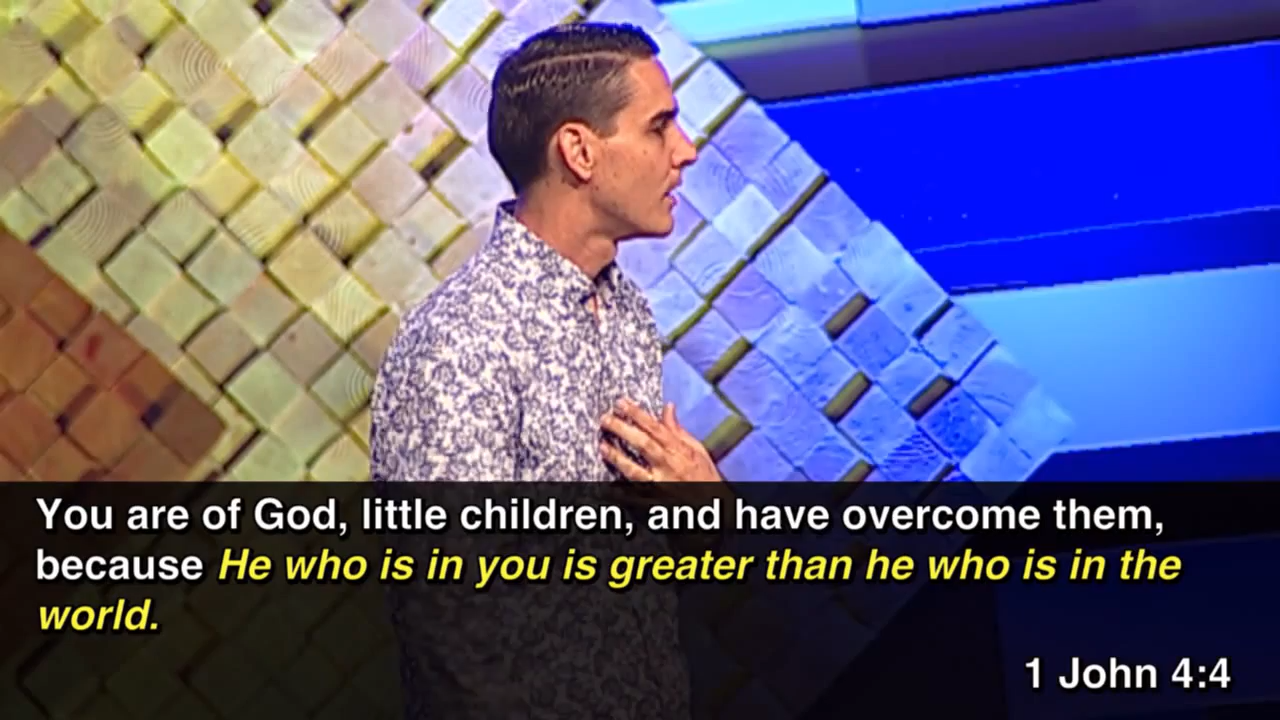 You are of God, little children, and have overcome them,
because He who is in you is greater than he who is in the
world.
1 John 4:4